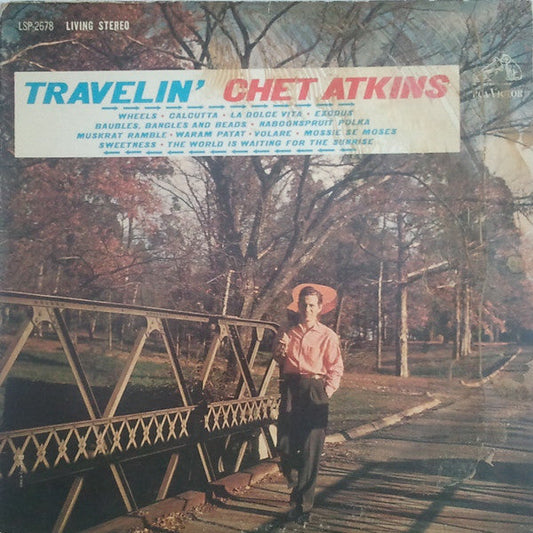 LSP-2678 LIVING STEREO
RCA VICTOR
TRAVELIN' CHET ATKINS
WHEELS • CALCUTTA • LA DOLCE VITA • EXODUS
BAUBLES, BANGLES AND BEADS • NABOOMSPRUIT POLKA
MUSKRAT RAMBLE • WARAM PATAT • VOLARE • MOSSIE SE MOSES
SWEETNESS • THE WORLD IS WAITING FOR THE SUNRISE